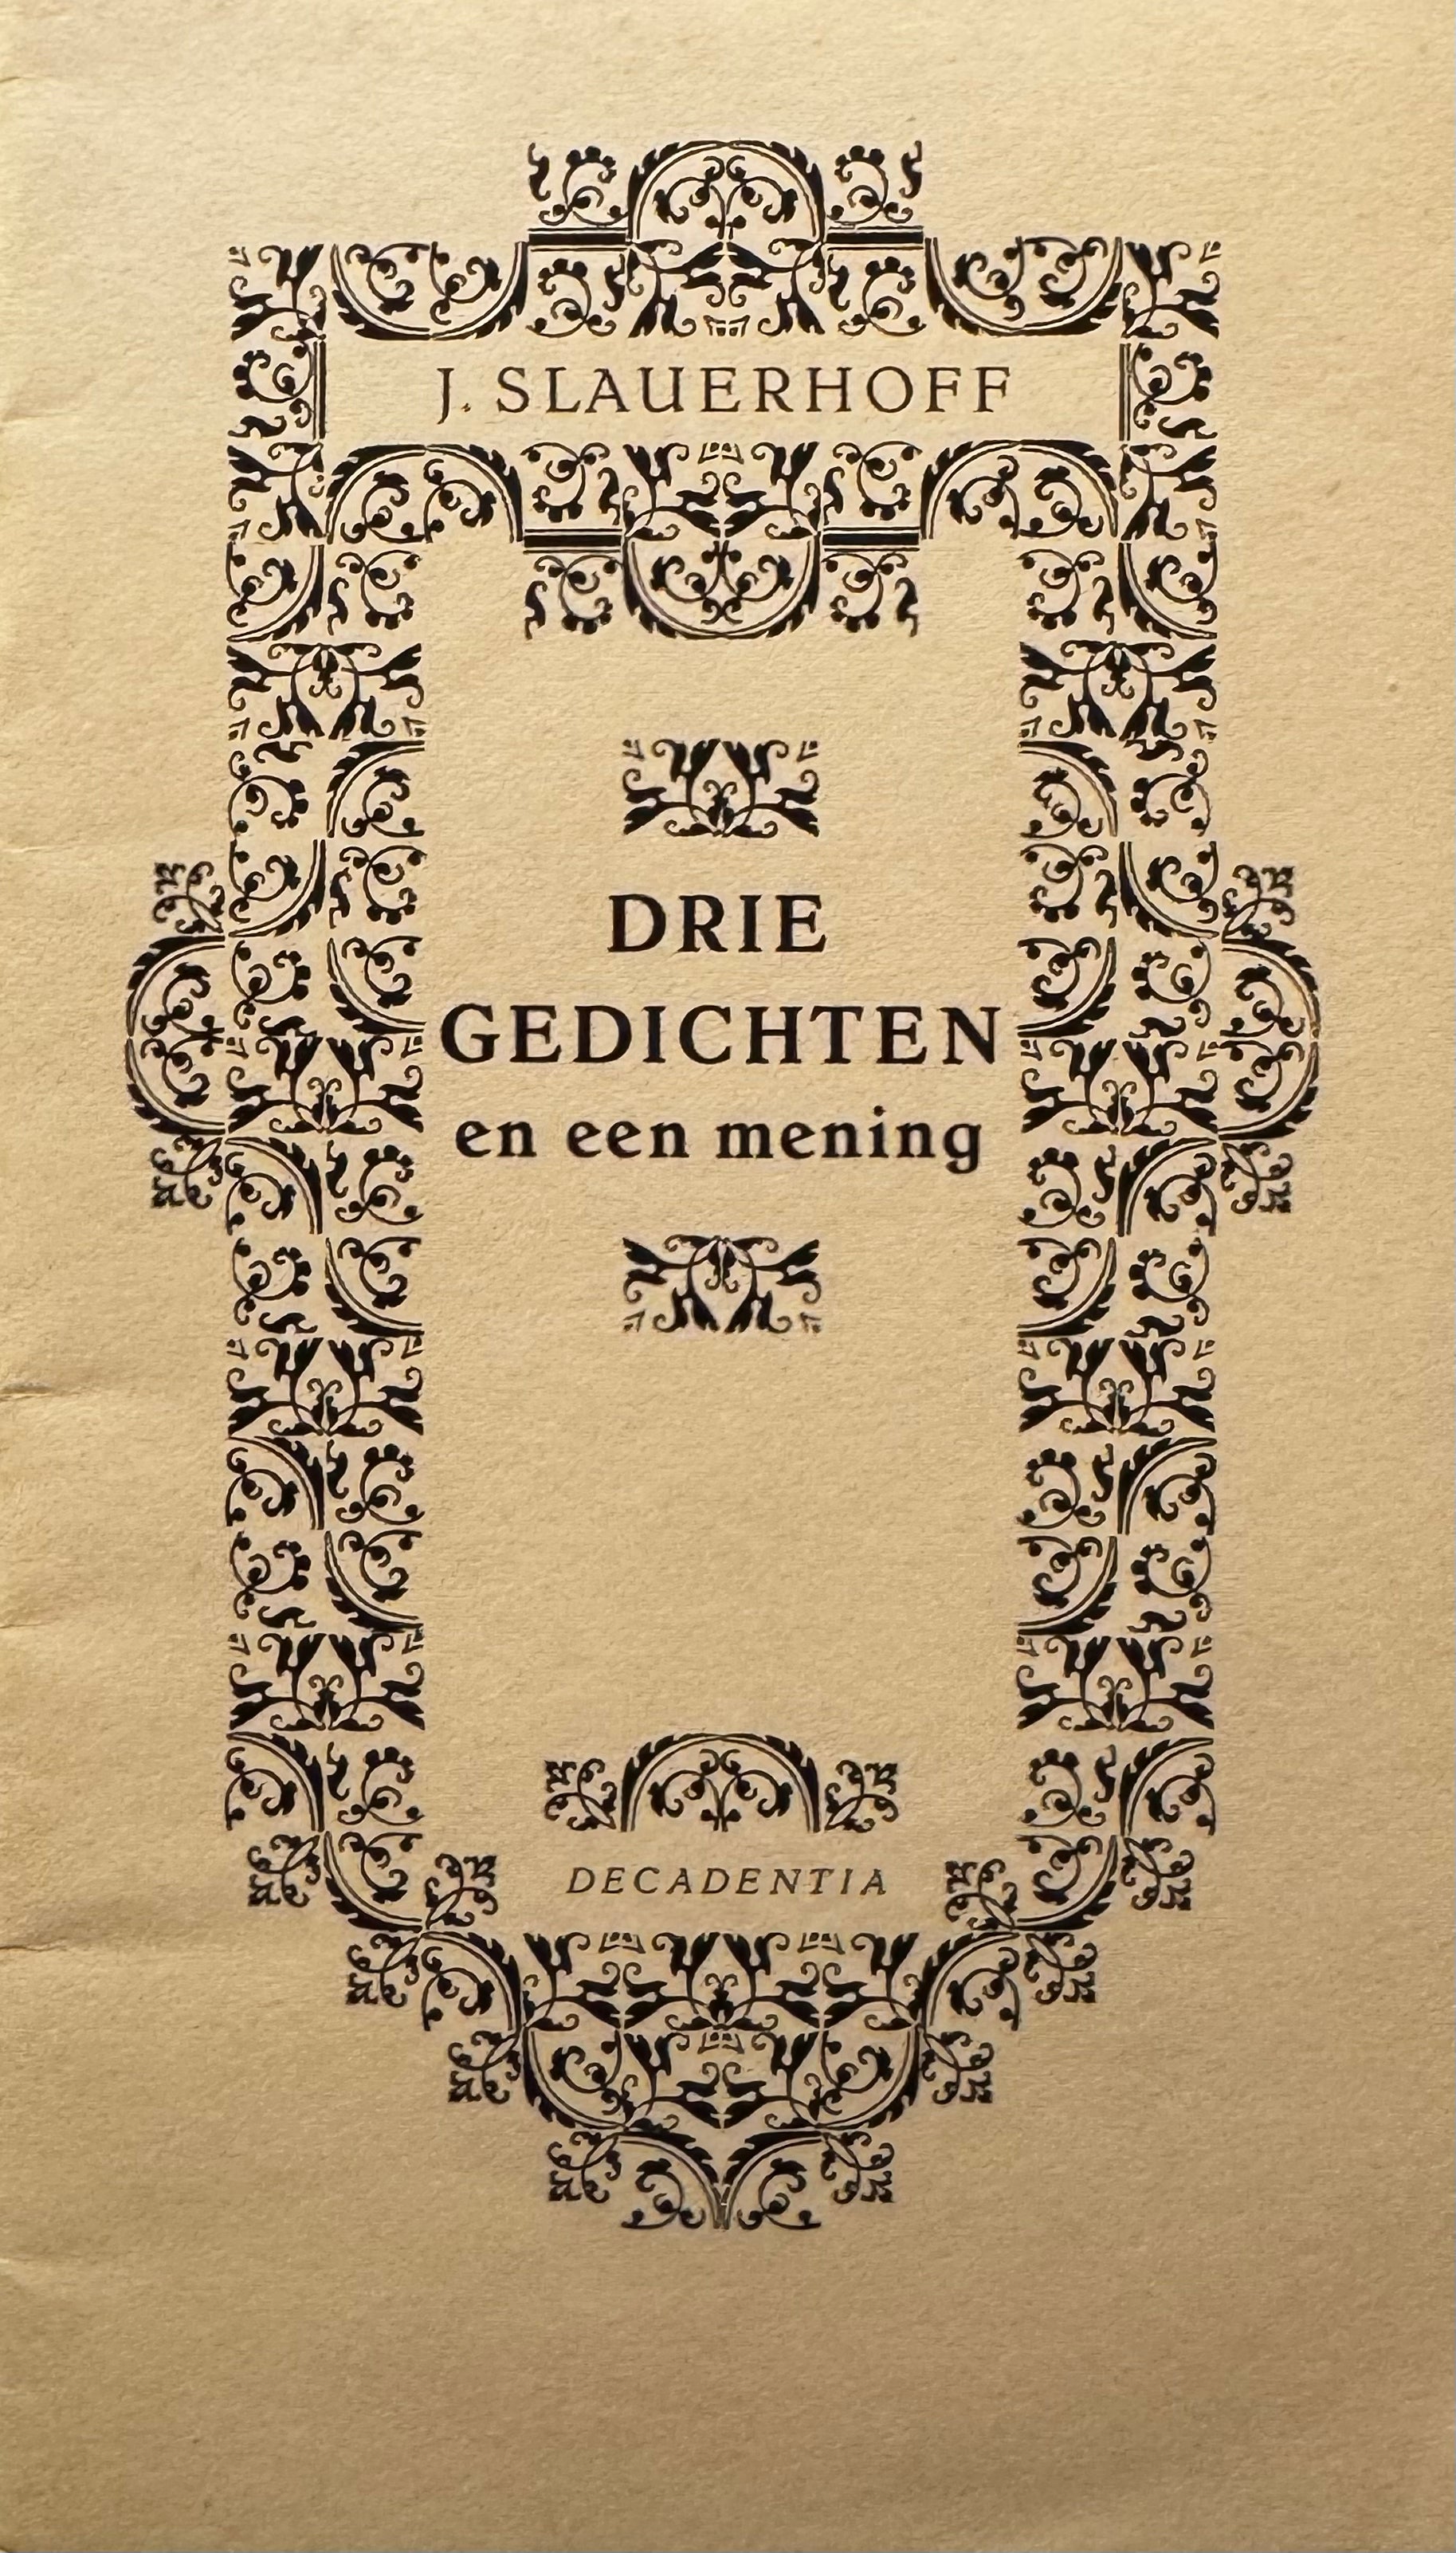 J. SLAUERHOFF
DRIE
GEDICHTEN
en een mening
DECADENTIA